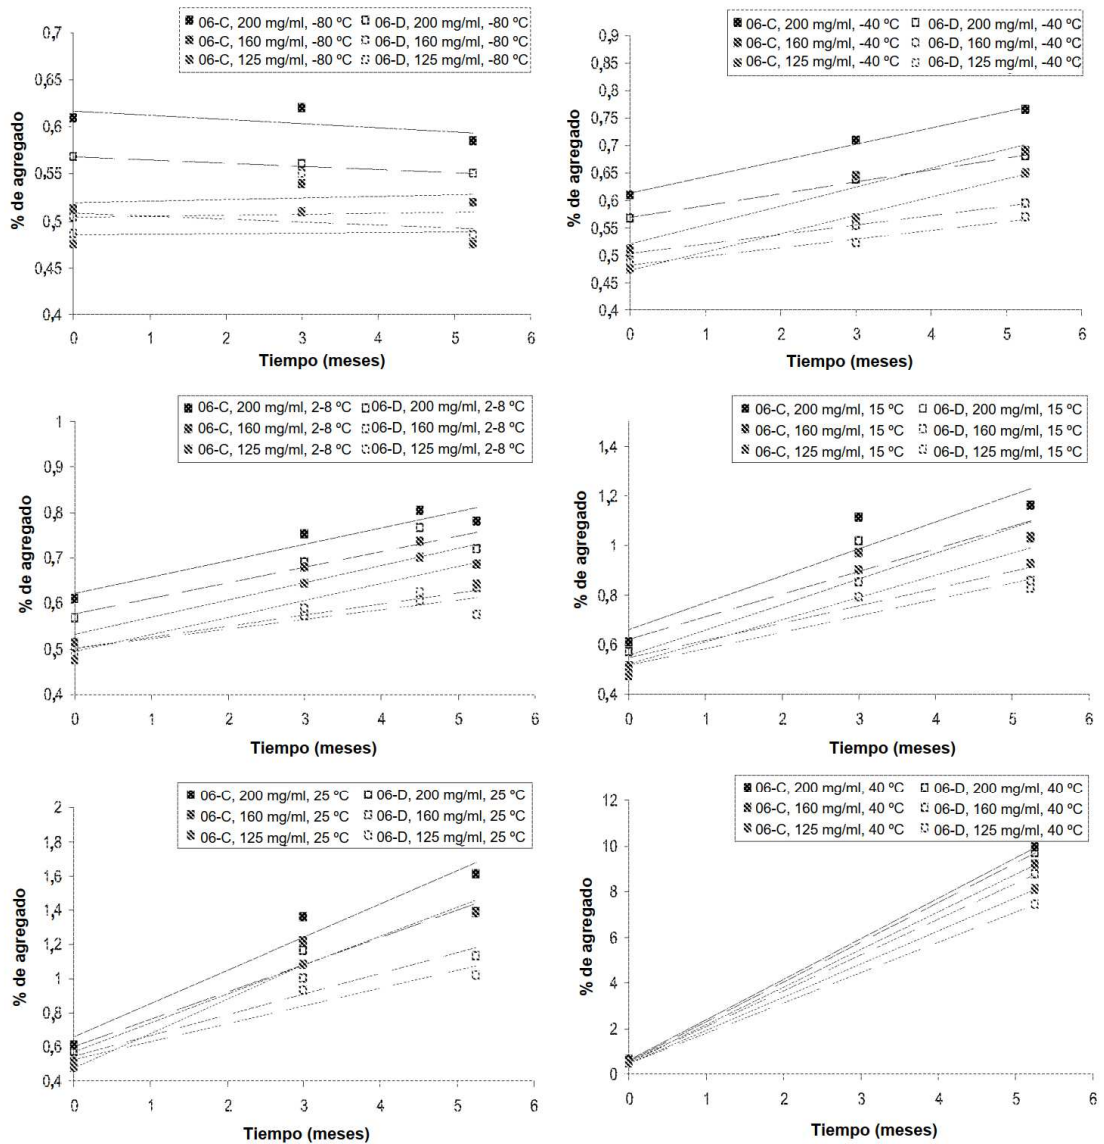 06-C, 200 mg/ml, -80 ºC 06-D, 200 mg/ml, -80 ºC
06-C, 160 mg/ml, -80 ºC 06-D, 160 mg/ml, -80 ºC
06-C, 125 mg/ml, -80 ºC 06-D, 125 mg/ml, -80 ºC
0,7
0,6
0,55
0,5
0,45
0,4
% de agregado
0 1 2 3 4 5 6
Tiempo (meses)
06-C, 200 mg/ml, -40 ºC 06-D, 200 mg/ml, -40 ºC
06-C, 160 mg/ml, -40 ºC 06-D, 160 mg/ml, -40 ºC
06-C, 125 mg/ml, -40 ºC 06-D, 125 mg/ml, -40 ºC
0,9
0,8
0,7
0,65
0,6
0,55
0,5
0,45
0,4
% de agregado
0 1 2 3 4 5 6
Tiempo (meses)
06-C, 200 mg/ml, 2-8 ºC 06-D, 200 mg/ml, 2-8 ºC
06-C, 160 mg/ml, 2-8 ºC 06-D, 160 mg/ml, 2-8 ºC
06-C, 125 mg/ml, 2-8 ºC 06-D, 125 mg/ml, 2-8 ºC
1
0,9
0,8
0,7
0,6
0,5
0,4
% de agregado
0 1 2 3 4 5 6
Tiempo (meses)
06-C, 200 mg/ml, 15 ºC 06-D, 200 mg/ml, 15 ºC
06-C, 160 mg/ml, 15 ºC 06-D, 160 mg/ml, 15 ºC
06-C, 125 mg/ml, 15 ºC 06-D, 125 mg/ml, 15 ºC
1,4
1,2
1
0,8
0,6
0,4
% de agregado
0 1 2 3 4 5 6
Tiempo (meses)
06-C, 200 mg/ml, 25 ºC 06-D, 200 mg/ml, 25 ºC
06-C, 160 mg/ml, 25 ºC 06-D, 160 mg/ml, 25 ºC
06-C, 125 mg/ml, 25 ºC 06-D, 125 mg/ml, 25 ºC
2
1,8
1,6
1,4
1,2
1
0,8
0,6
0,4
% de agregado
0 1 2 3 4 5 6
Tiempo (meses)
06-C, 200 mg/ml, 40 ºC 06-D, 200 mg/ml, 40 ºC
06-C, 160 mg/ml, 40 ºC 06-D, 160 mg/ml, 40 ºC
06-C, 125 mg/ml, 40 ºC 06-D, 125 mg/ml, 40 ºC
12
10
8
6
4
2
0
% de agregado
0 1 2 3 4 5 6
Tiempo (meses)